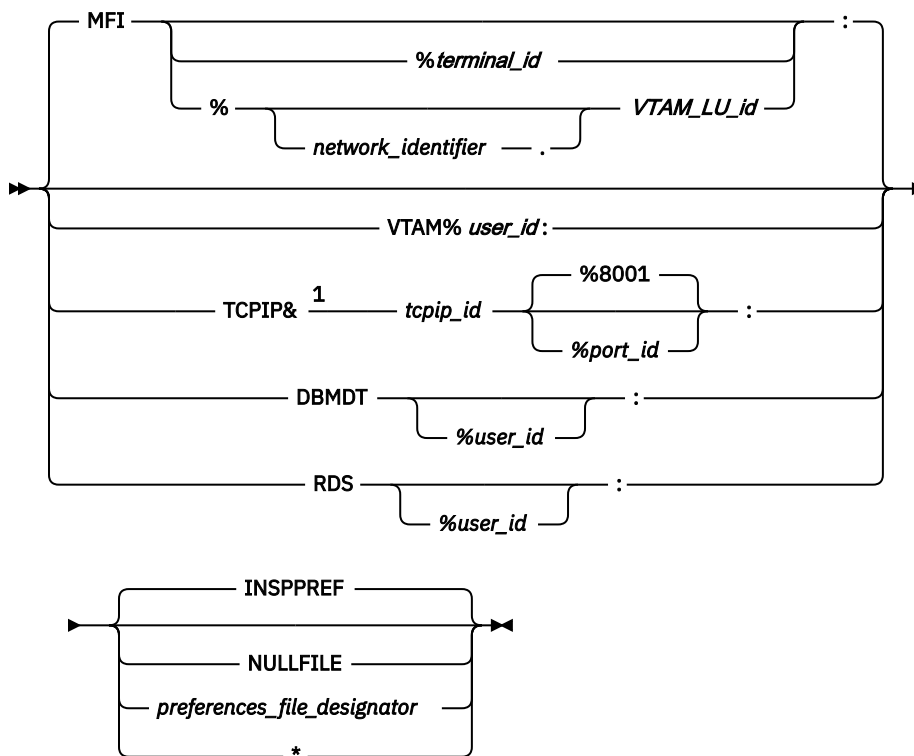 MFI :
%terminal_id
% VTAM_LU_id
network_identifier .
VTAM% user_id :
%8001
TCPIP& 1 tcpip_id :
%port_id
DBMDT :
%user_id
RDS :
%user_id
INSPPREF
NULLFILE
preferences_file_designator
*